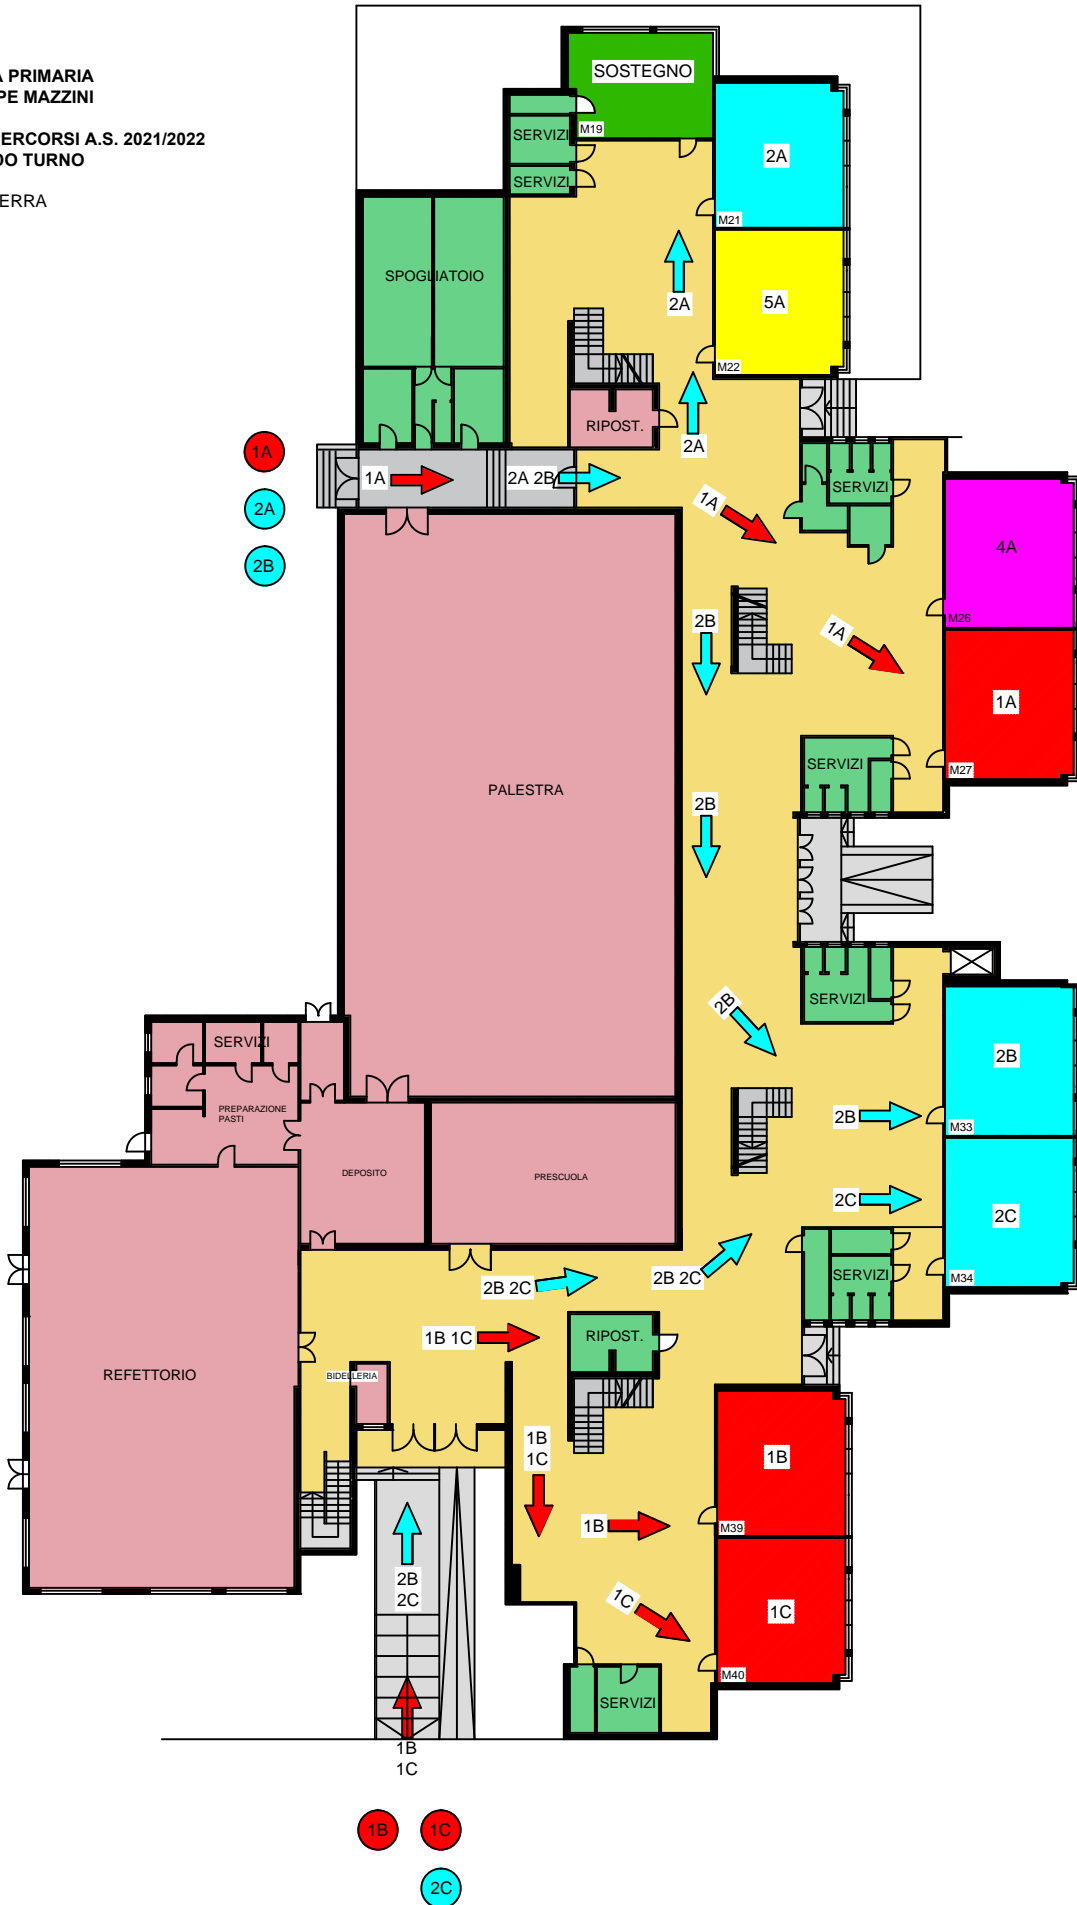 A PRIMARIA
PE MAZZINI
ERCORSI A.S. 2021/2022
DO TURNO
ERRA
SOSTEGNO
M19
SERVIZI
SERVIZI
2A
M21
SPOGLIATOIO
2A
5A
M22
RIPOST.
2A
1A
1A
2A 2B
SERVIZI
1A
2A
2B
4A
M26
2B
1A
1A
M27
SERVIZI
PALESTRA
2B
SERVIZI
2B
2B
M33
SERVIZI
PREPARAZIONE
PASTI
2B
DEPOSITO
PRESCUOLA
2C
2C
M34
2B 2C
2B 2C
SERVIZI
1B 1C
RIPOST.
REFETTORIO
BIDELLERIA
1B
1C
1B
M39
1B
2B
2C
1C
1C
M40
SERVIZI
1B
1C
1B
1C
2C